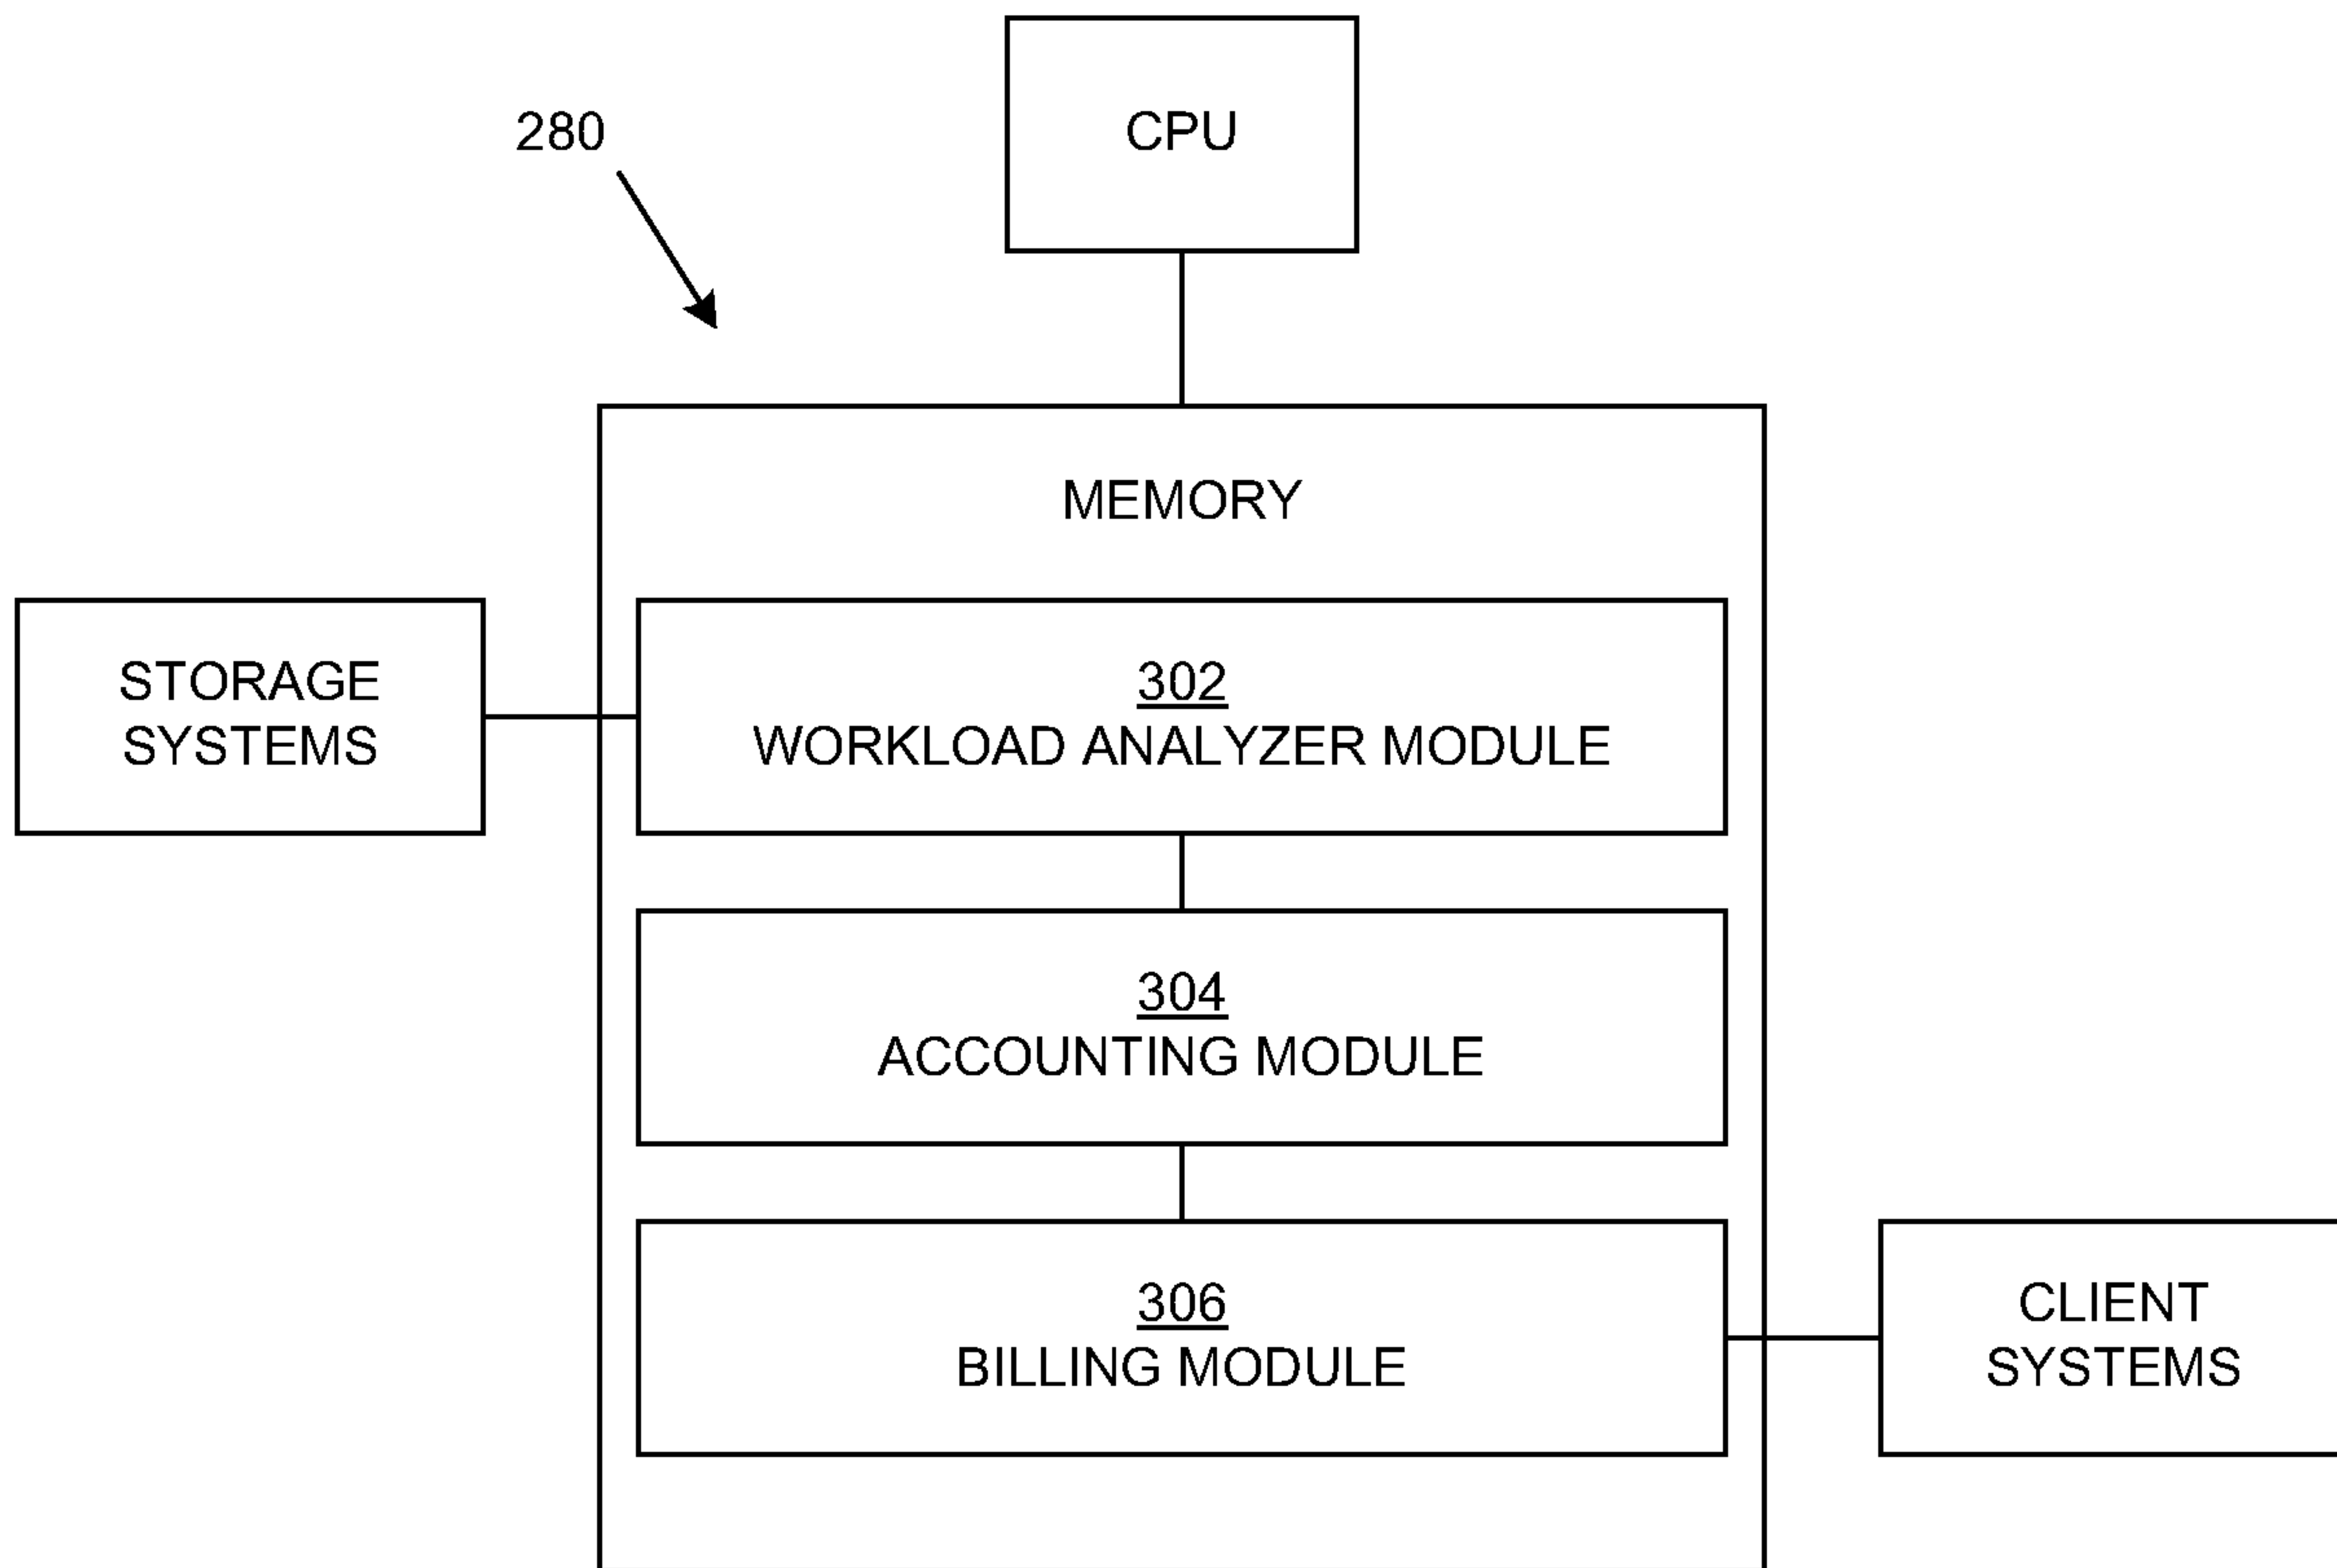 280
CPU
MEMORY
STORAGE
SYSTEMS
302
WORKLOAD ANALYZER MODULE
304
ACCOUNTING MODULE
306
BILLING MODULE
CLIENT
SYSTEMS